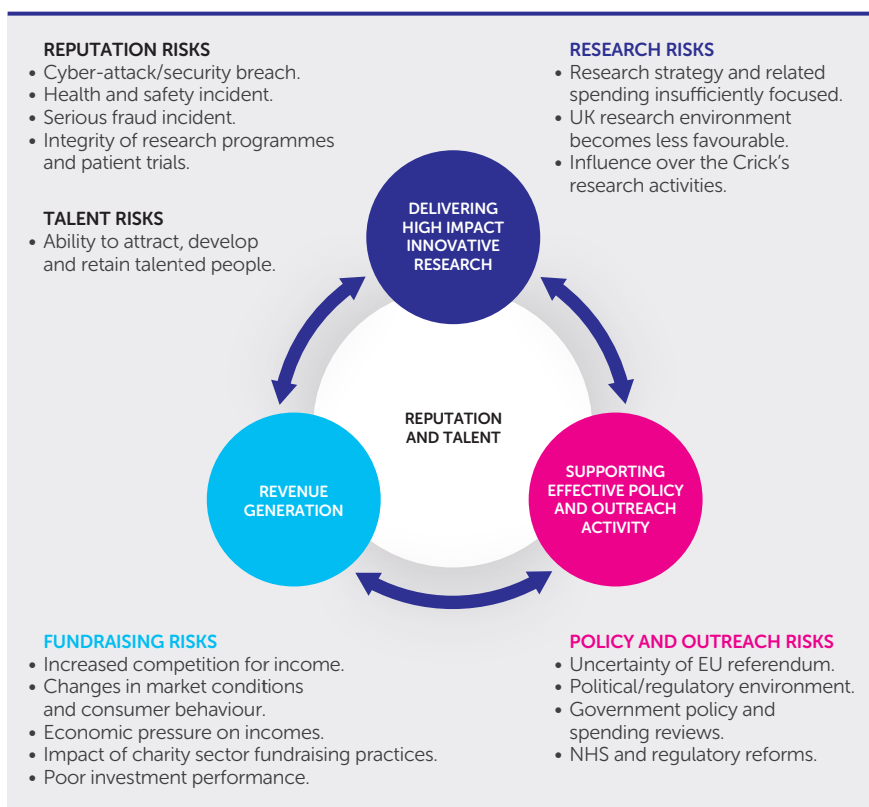 REPUTATION RISKS
• Cyber-attack/security breach.
• Health and safety incident.
• Serious fraud incident.
• Integrity of research programmes
and patient trials.
TALENT RISKS
• Ability to attract, develop
and retain talented people.
RESEARCH RISKS
• Research strategy and related
spending insufficiently focused.
• UK research environment
becomes less favourable.
• Influence over the Crick’s
research activities.
DELIVERING
HIGH IMPACT
INNOVATIVE
RESEARCH
REPUTATION
AND TALENT
REVENUE
GENERATION
SUPPORTING
EFFECTIVE POLICY
AND OUTREACH
ACTIVITY
FUNDRAISING RISKS
• Increased competition for income.
• Changes in market conditions
and consumer behaviour.
• Economic pressure on incomes.
• Impact of charity sector fundraising practices.
• Poor investment performance.
POLICY AND OUTREACH RISKS
• Uncertainty of EU referendum.
• Political/regulatory environment.
• Government policy and
spending reviews.
• NHS and regulatory reforms.